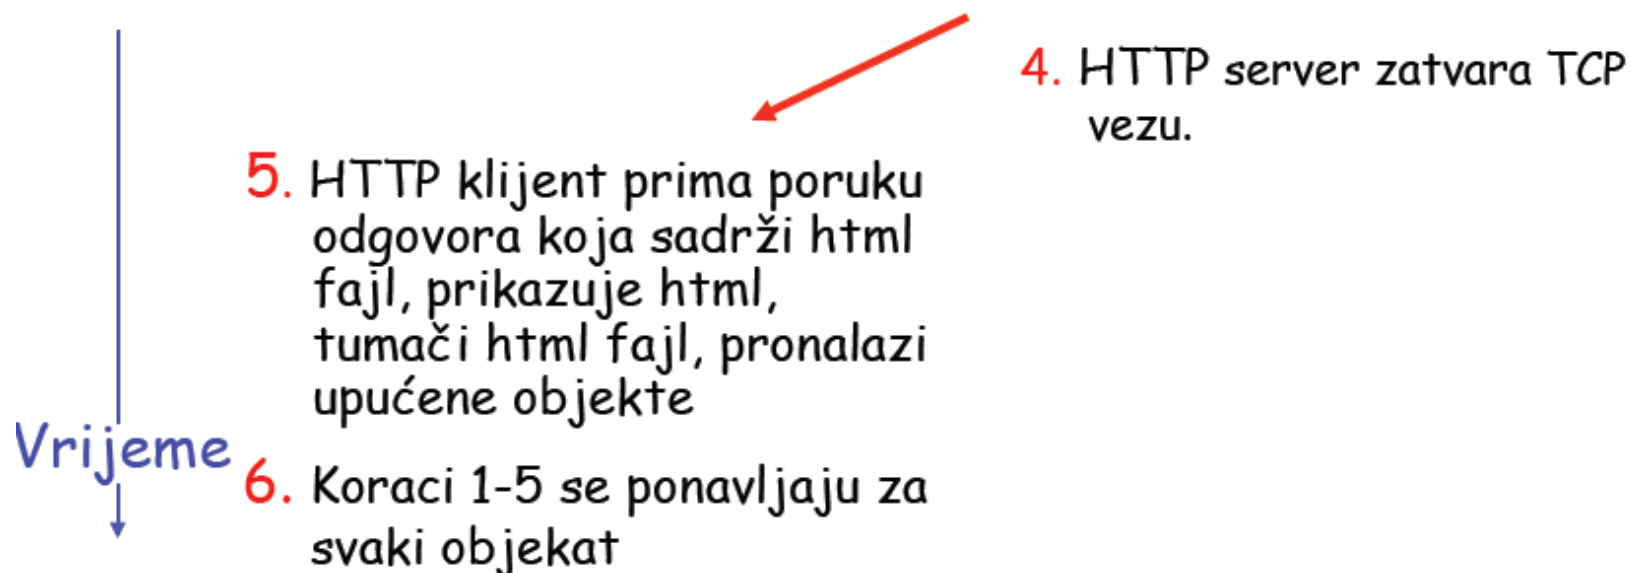 4. HTTP server zatvara TCP
vezu.
5. HTTP klijent prima poruku
odgovora koja sadrži html
fajl, prikazuje html,
tumači html fajl, pronalazi
upućene objekte
Vrijeme
6. Koraci 1-5 se ponavljaju za
svaki objekat